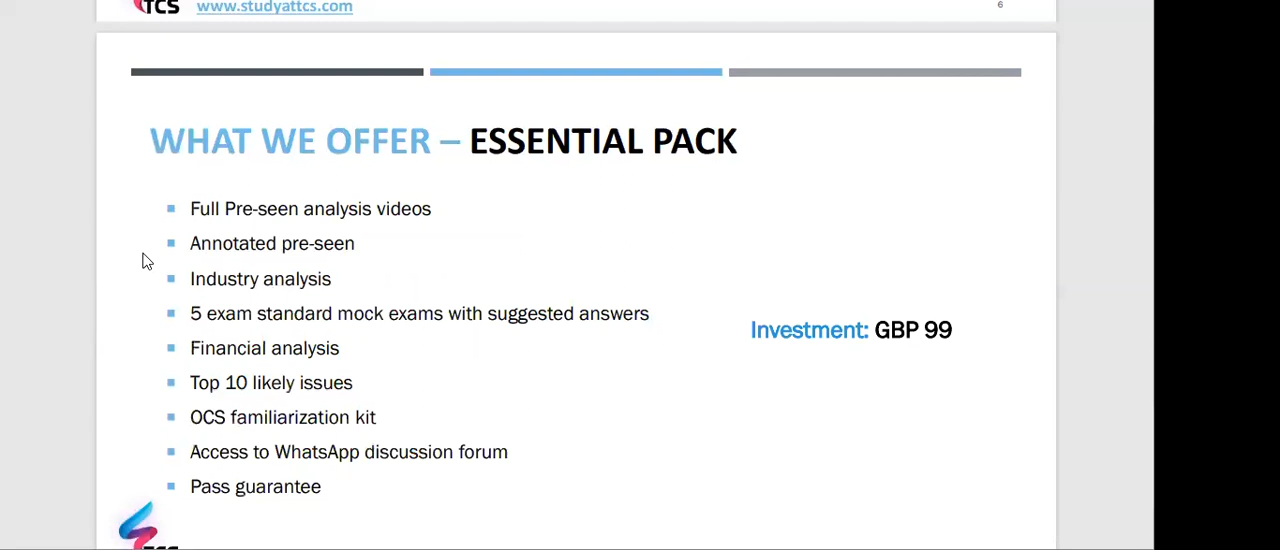 TCS www.studyattcs.com 6
WHAT WE OFFER – ESSENTIAL PACK
Full Pre-seen analysis videos
Annotated pre-seen
Industry analysis
5 exam standard mock exams with suggested answers
Investment: GBP 99
Financial analysis
Top 10 likely issues
OCS familiarization kit
Access to WhatsApp discussion forum
Pass guarantee
TCS